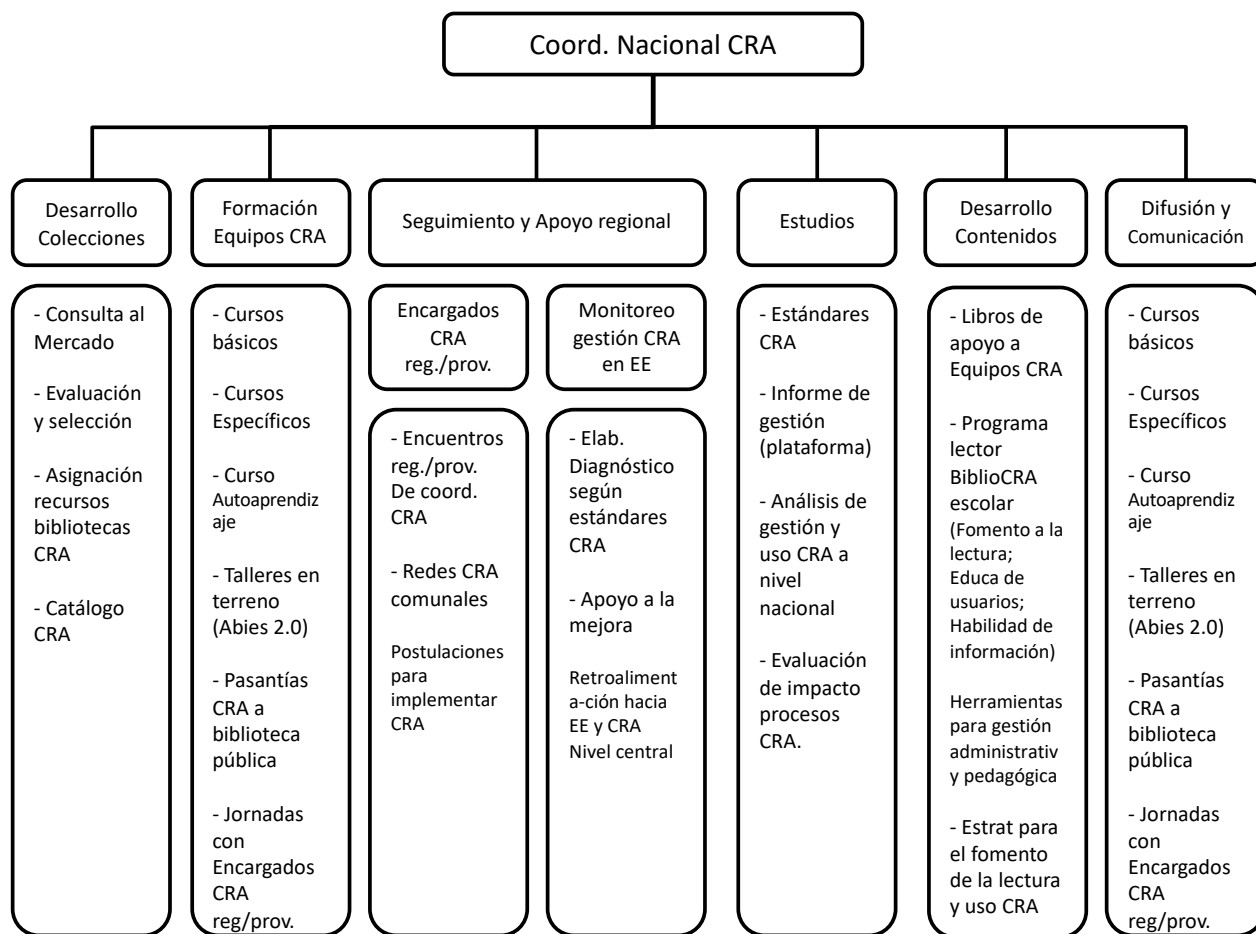 Coord. Nacional CRA
Desarrollo
Colecciones
Formación
Equipos CRA
Seguimiento y Apoyo regional
Estudios
Desarrollo
Contenidos
Difusión y
Comunicación
- Consulta al
Mercado
- Evaluación
y selección
- Asignación
recursos
bibliotecas
CRA
- Catálogo
CRA
- Cursos
básicos
- Cursos
Específicos
- Curso
Autoaprendiz
aje
- Talleres en
terreno
(Abies 2.0)
- Pasantías
CRA a
biblioteca
pública
- Jornadas
con
Encargados
CRA
reg/prov.
Encargados
CRA
reg./prov.
- Encuentros
reg./prov.
De coord.
CRA
- Redes CRA
comunales
Postulaciones
para
implementar
CRA
Monitoreo
gestión CRA
en EE
- Elab.
Diagnóstico
según
estándares
CRA
- Apoyo a la
mejora
Retroaliment
a-ción hacia
EE y CRA
Nivel central
- Estándares
CRA
- Informe de
gestión
(plataforma)
- Análisis de
gestión y
uso CRA a
nivel
nacional
- Evaluación
de impacto
procesos
CRA.
- Libros de
apoyo a
Equipos CRA
- Programa
lector
BiblioCRA
escolar
(Fomento a la
lectura;
Educa de
usuarios;
Habilidad de
información)
Herramientas
para gestión
administrativ
y pedagógica
- Estrat para
el fomento
de la lectura
y uso CRA
- Cursos
básicos
- Cursos
Específicos
- Curso
Autoaprendiz
aje
- Talleres en
terreno
(Abies 2.0)
- Pasantías
CRA a
biblioteca
pública
- Jornadas
con
Encargados
CRA
reg/prov.